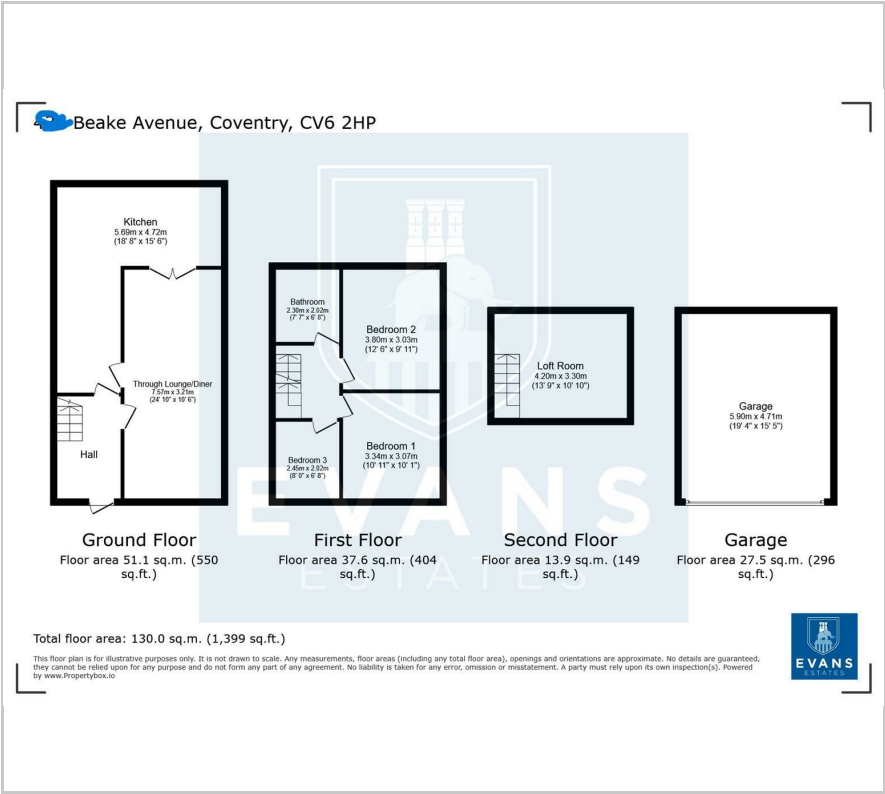 Beake Avenue, Coventry, CV6 2HP
Kitchen
5.69m x 4.72m
(18' 8" x 15' 6")
Through Lounge/Diner
7.57m x 3.21m
(24' 10" x 10' 6")
Hall
Ground Floor
Floor area 51.1 sq.m. (550
sq.ft.)
Bathroom
2.30m x 2.02m
(7' 7" x 6' 8")
Bedroom 2
3.80m x 3.03m
(12' 6" x 9' 11")
Bedroom 3
2.45m x 2.02m
(8' 0" x 6' 8")
Bedroom 1
3.34m x 3.07m
(10' 11" x 10' 1")
First Floor
Floor area 37.6 sq.m. (404
sq.ft.)
Loft Room
4.20m x 3.30m
(13' 9" x 10' 10")
Second Floor
Floor area 13.9 sq.m. (149
sq.ft.)
Garage
5.90m x 4.71m
(19' 4" x 15' 5")
Garage
Floor area 27.5 sq.m. (296
sq.ft.)
EVANS
ESTATES
Total floor area: 130.0 sq.m. (1,399 sq.ft.)
This floor plan is for illustrative purposes only. It is not drawn to scale. Any measurements, floor areas (including any total floor area), openings and orientations are approximate. No details are guaranteed,
they cannot be relied upon for any purpose and do not form any part of any agreement. No liability is taken for any error, omission or misstatement. A party must rely upon its own inspection(s). Powered
by www.Propertybox.io
EVANS
ESTATES